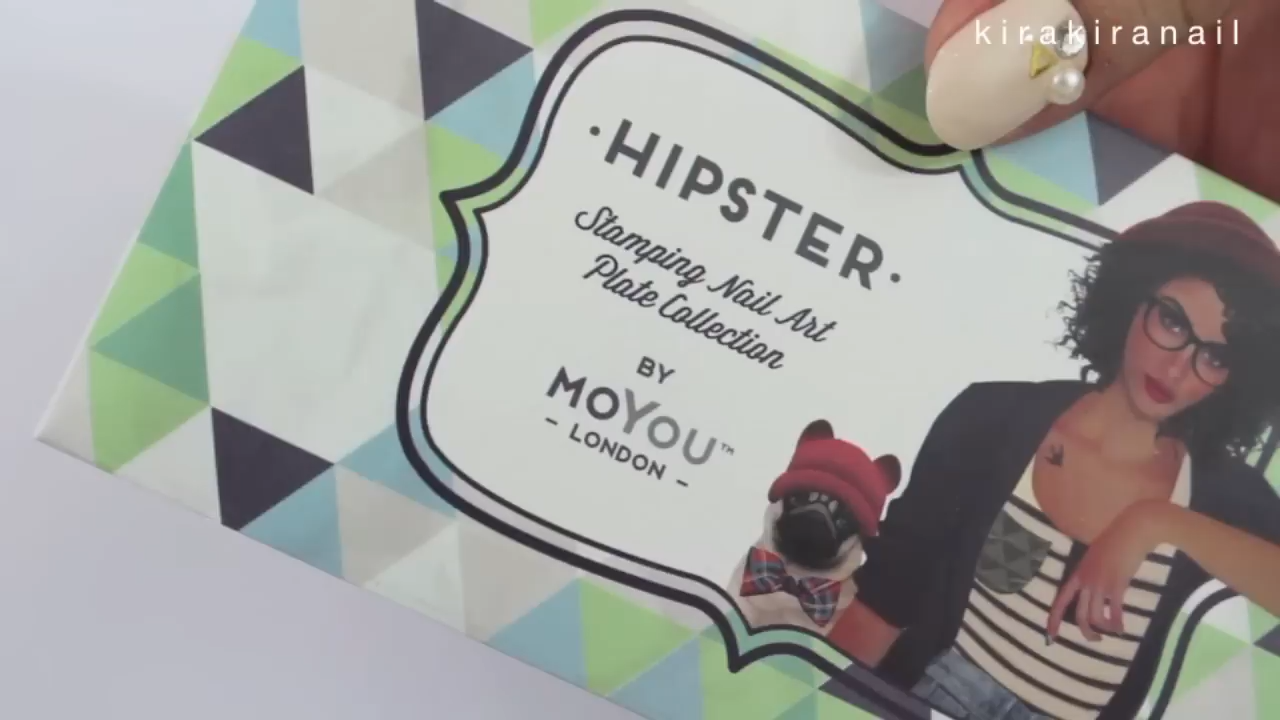 kirakiranail
·HIPSTER·
Stamping Nail Art
Plate Collection
BY
MOYOU™
– LONDON –